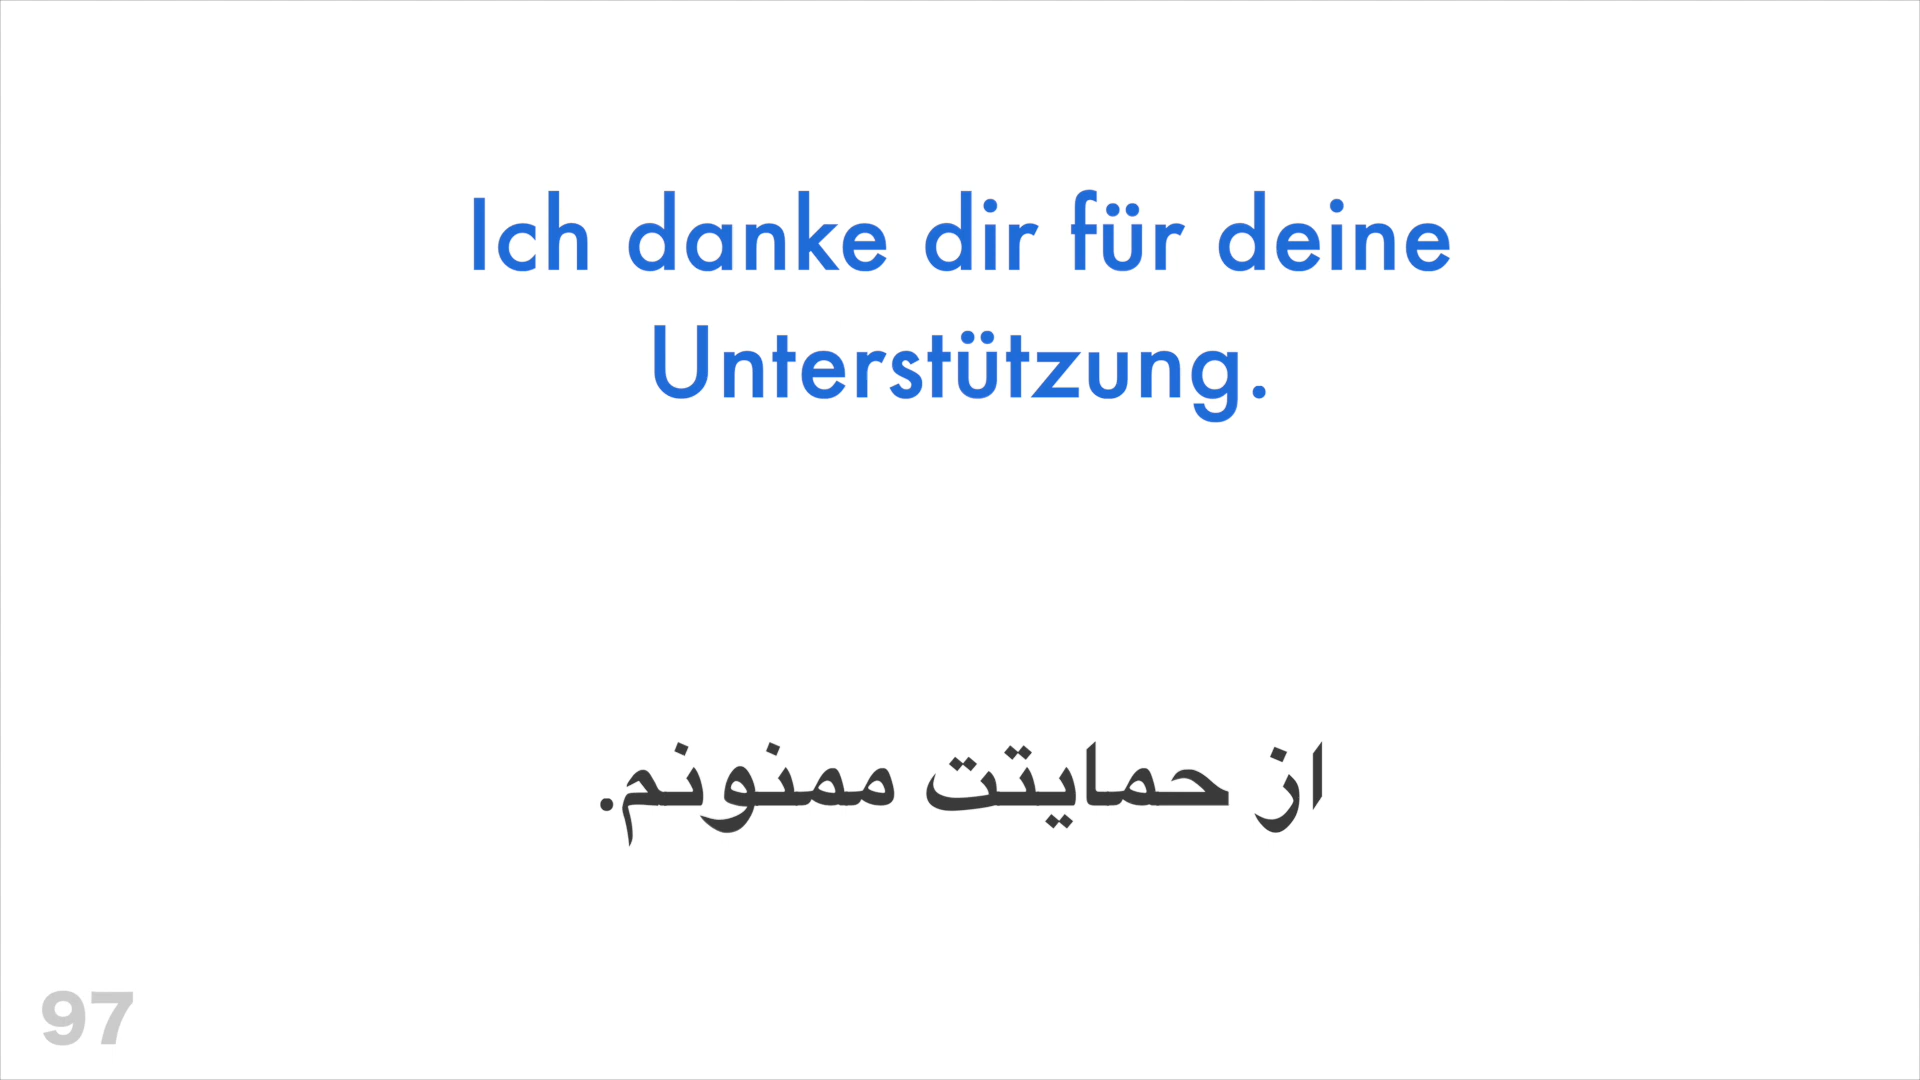 Ich danke dir für deine
Unterstützung.
از حمایتت ممنونم.
97